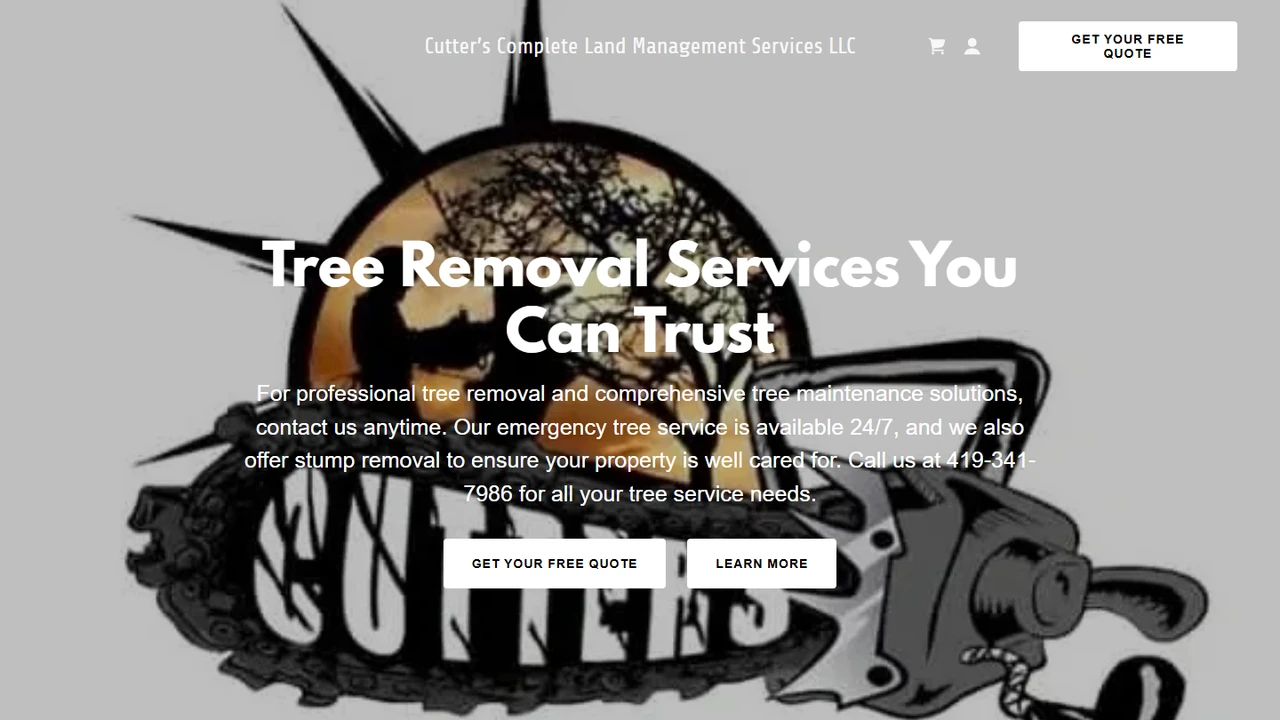 Cutter's Complete Land Management Services LLC
GET YOUR FREE
QUOTE
Tree Removal Services You
Can Trust
For professional tree removal and comprehensive tree maintenance solutions,
contact us anytime. Our emergency tree service is available 24/7, and we also
offer stump removal to ensure your property is well cared for. Call us at 419-341-
7986 for all your tree service needs.
CUTTERS
GET YOUR FREE QUOTE
LEARN MORE